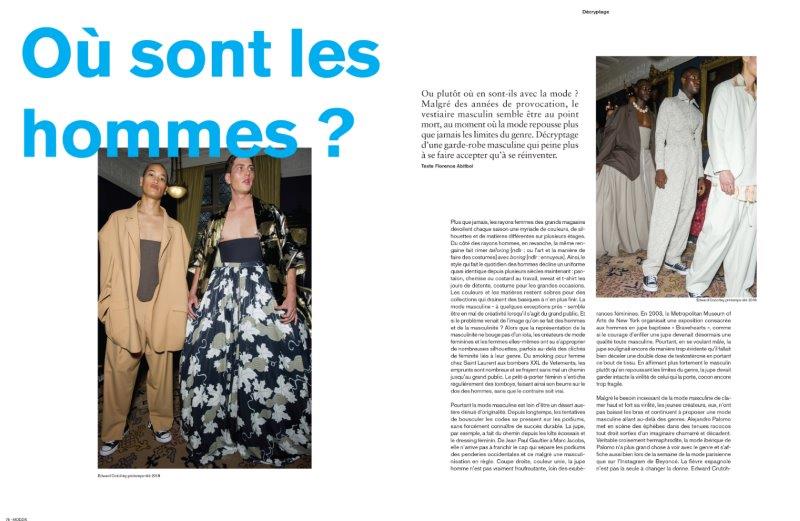 Décryptage
Où sont les
hommes ?
Ou plutôt où en sont-ils avec la mode ?
Malgré des années de provocation, le
vestiaire masculin semble être au point
mort, au moment où la mode repousse plus
que jamais les limites du genre. Décryptage
d'une garde-robe masculine qui peine plus
à se faire accepter qu'à se réinventer.
Texte Florence Abitbol
Plus que jamais, les rayons femmes des grands magasins
dévoilent chaque saison une myriade de couleurs, de sil-
houettes et de matières différentes sur plusieurs étages.
Du côté des rayons hommes, en revanche, la même ren-
gaine fait rimer tailoring [ndlr : ou l'art et la manière de
faire des costumes] avec boring [ndlr : ennuyeux]. Ainsi, le
style qui fait le quotidien des hommes décline un uniforme
quasi identique depuis plusieurs siècles maintenant : pan-
talon, chemise ou costard au travail, sweat et t-shirt les
jours de détente, costume pour les grandes occasions.
Les couleurs et les matières restent sobres pour des
collections qui drainent des basiques à n'en plus finir. La
mode masculine – à quelques exceptions près – semble
être en mal de créativité lorsqu'il s'agit du grand public. Et
si le problème venait de l'image qu'on se fait des hommes
et de la masculinité ? Alors que la représentation de la
masculinité ne bouge pas d'un iota, les créateurs de mode
féminine et les femmes elles-mêmes ont su s'approprier de
nombreuses silhouettes, parfois au-delà des clichés
de féminité liés à leur genre. Du smoking pour femme
chez Saint Laurent aux bombers XXL de Vetements, les
emprunts sont nombreux et se frayent sans mal un chemin
jusqu'au grand public. Le prêt-à-porter féminin s'entiche
régulièrement des tomboys, faisant ainsi son beurre sur le
dos des hommes, sans que le contraire soit vrai.
Pourtant la mode masculine est loin d'être un désert aus-
tère dénué d'originalité. Depuis longtemps, les tentatives
de bousculer les codes se pressent sur les podiums,
sans forcément connaître de succès durable. La jupe,
par exemple, a fait du chemin depuis les kilts écossais et
le dressing féminin. De Jean Paul Gaultier à Marc Jacobs,
elle n'arrive pas à franchir le cap qui sépare les podiums
des penderies occidentales et ce malgré une masculini-
sation en règle. Coupe droite, couleur unie, la jupe
homme n'est pas vraiment froufroutante, loin des exubé-
Edward Crutchley printemps-été 2018
rances féminines. En 2003, le Metropolitan Museum of
Arts de New York organisait une exposition consacrée
aux hommes en jupe baptisée « Bravehearts », comme
si le courage d'enfiler une jupe devenait désormais une
qualité toute masculine. Pourtant, en se voulant mâle, la
jupe soulignait encore de manière trop évidente qu'il fallait
bien déceler une double dose de testostérone en portant
ce bout de tissu. En affirmant plus fortement le masculin
plutôt qu'en repoussant les limites du genre, la jupe devait
garder intacte la virilité de celui qui la porte, cocon encore
trop fragile.
Malgré le besoin incessant de la mode masculine de cla-
mer haut et fort sa virilité, les jeunes créateurs, eux, n'ont
pas baissé les bras et continuent à proposer une mode
masculine allant au-delà des genres. Alejandro Palomo
met en scène des éphèbes dans des tenues rococos
tout droit sorties d'un imaginaire chamarré et décadent.
Véritable croisement hermaphrodite, la mode ibérique de
Palomo n'a plus grand chose à voir avec le genre et s'af-
fiche aussi bien lors de la semaine de la mode parisienne
que sur l'Instagram de Beyoncé. La fièvre espagnole
n'est pas la seule à changer la donne. Edward Crutch-
Edward Crutchley printemps-été 2018